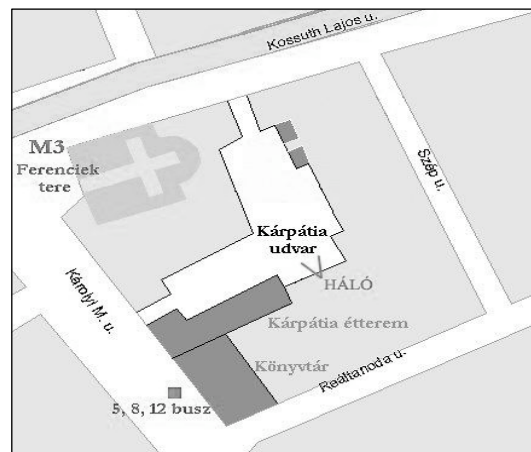 Kossuth Lajos u.
M3
Ferenciek
tere
Szép u.
Kárpátia
udvar
HÁLÓ
Károlyi M. u.
Kárpátia étterem
Könyvtár
Reáltanoda u.
5, 8, 12 busz